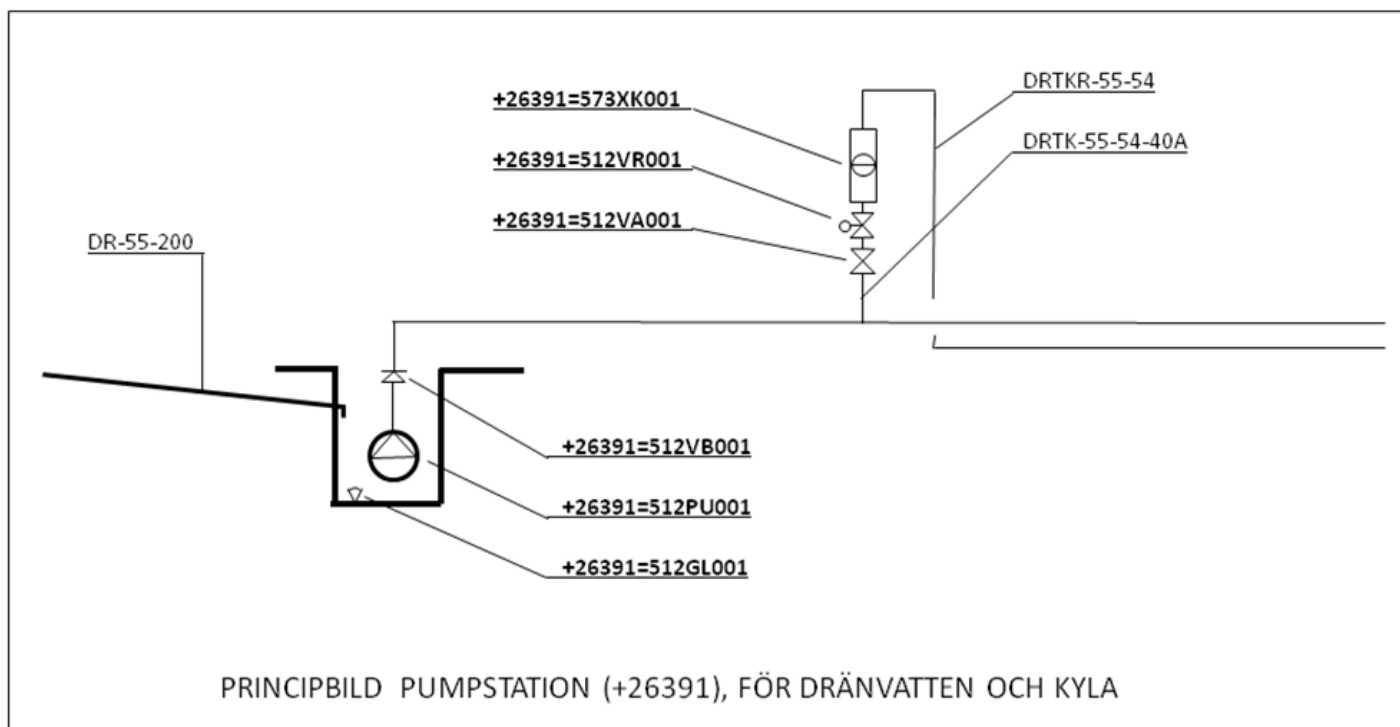 DRTKR-55-54
+26391=573XK001
DRTK-55-54-40A
+26391=512VR001
+26391=512VA001
DR-55-200
+26391=512VB001
+26391=512PU001
+26391=512GL001
PRINCIPBILD PUMPSTATION (+26391), FÖR DRÄNVATTEN OCH KYLA